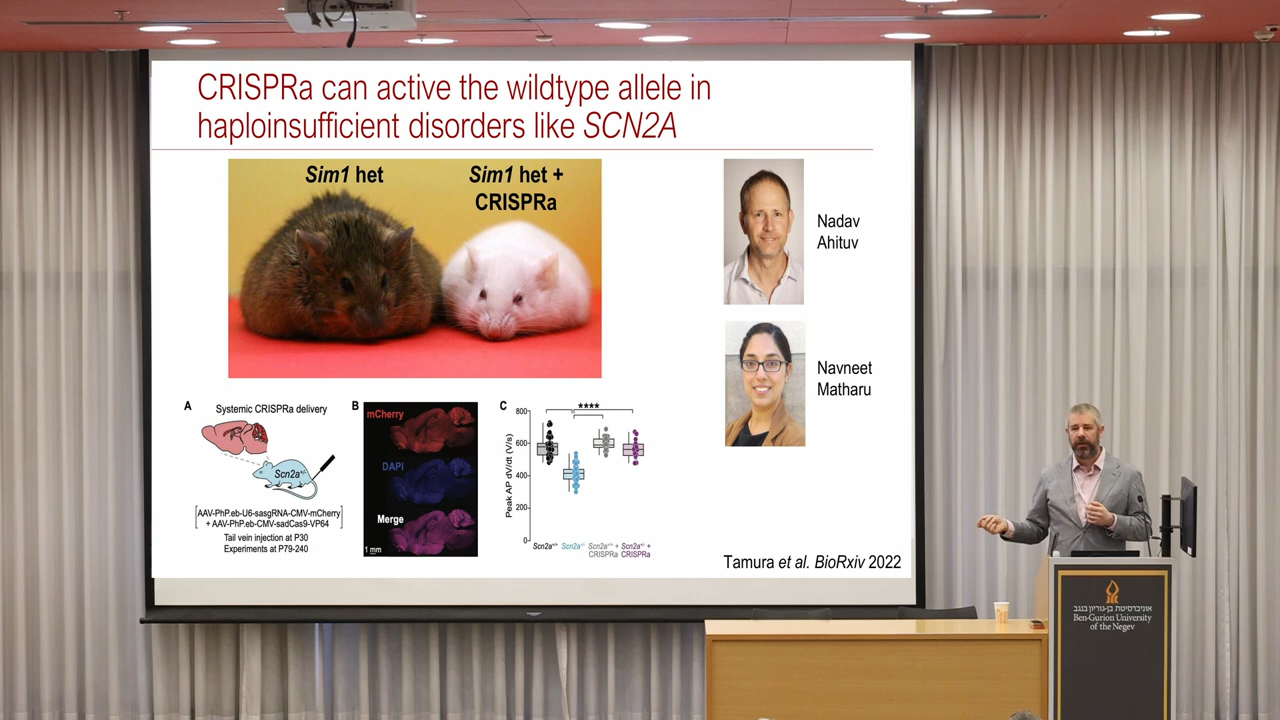 CRISPRa can active the wildtype allele in
haploinsufficient disorders like SCN2A
Sim1 het
Sim1 het +
CRISPRa
Nadav
Ahituv
Navneet
Matharu
A
Systemic CRISPRa delivery
Scn2a+/-
[AAV-PhP.eb-U6-sasgRNA-CMV-mCherry
+ AAV-PhP.eb-CMV-sadCas9-VP64]
Tail vein injection at P30
Experiments at P79-240
B
mCherry
DAPI
Merge
1 mm
C
****
Peak AP dV/dt (V/s)
800
600
400
200
0
Scn2a+/+
Scn2a+/-
Scn2a+/+ +
CRISPRa
Scn2a+/- +
CRISPRa
Tamura et al. BioRxiv 2022
אוניברסיטת בן-גוריון בנגב
Ben-Gurion University
of the Negev